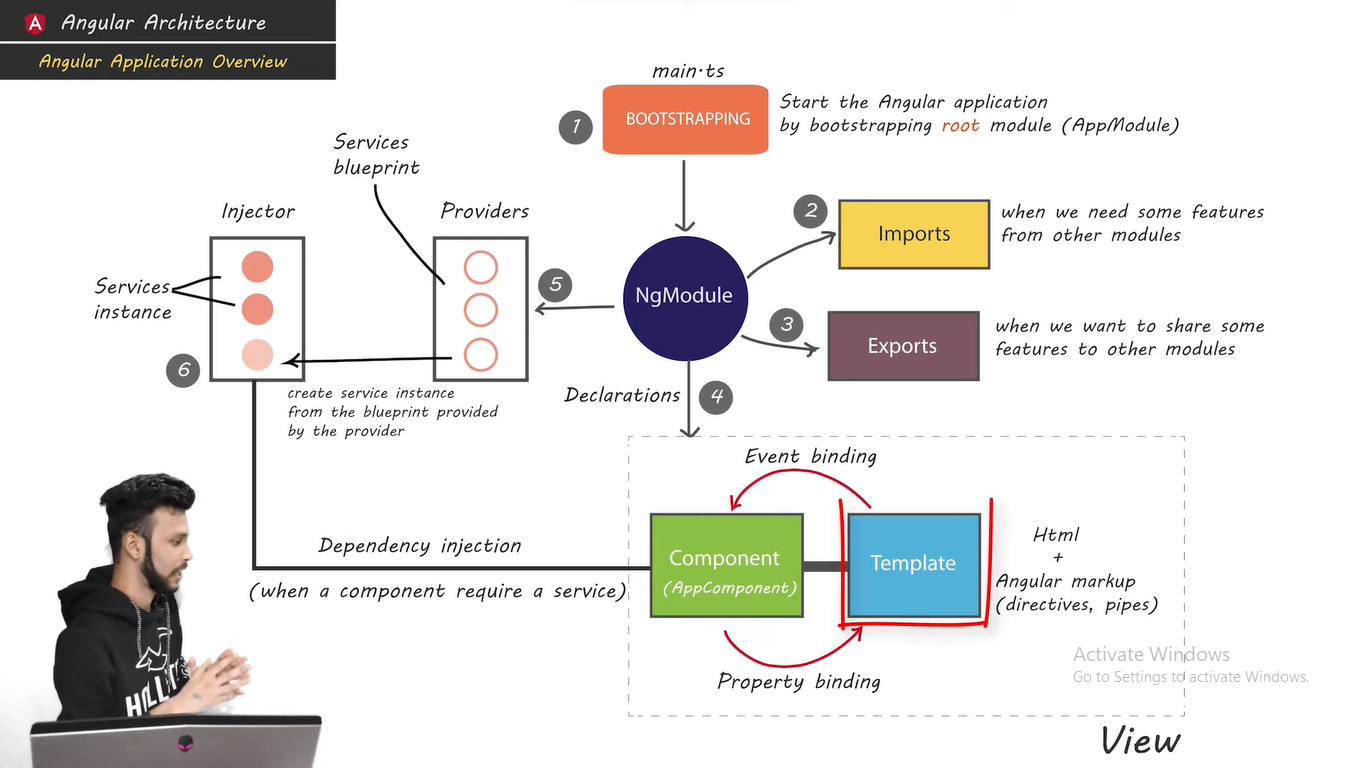 A
Angular Architecture
Angular Application Overview
main.ts
1
BOOTSTRAPPING
Start the Angular application
by bootstrapping root module (AppModule)
Services
blueprint
Injector
Providers
Services
instance
5
6
create service instance
from the blueprint provided
by the provider
NgModule
2
Imports
when we need some features
from other modules
3
Exports
when we want to share some
features to other modules
Declarations
4
Event binding
Component
(AppComponent)
Template
Html
+
Angular markup
(directives, pipes)
Dependency injection
(when a component require a service)
Property binding
View
Activate Windows
Go to Settings to activate Windows.